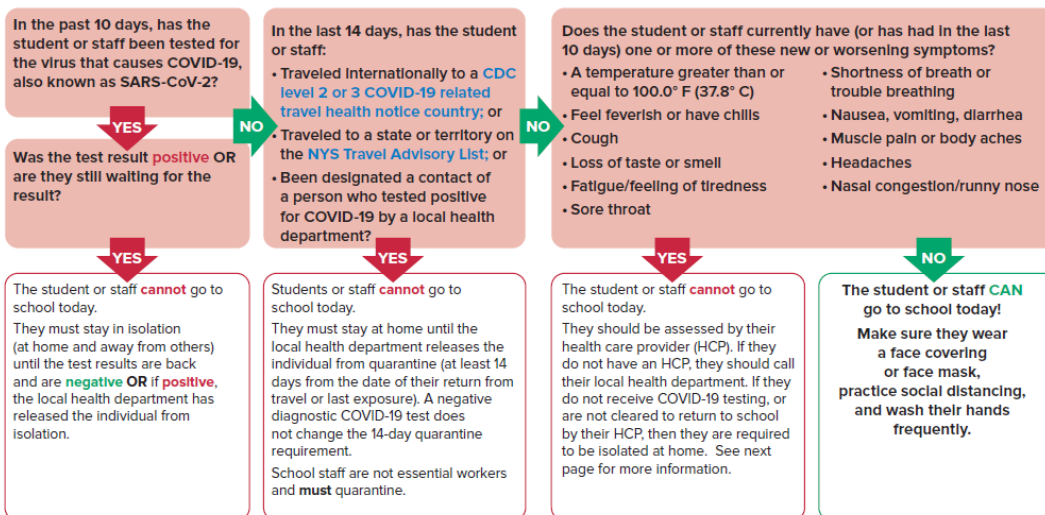 In the past 10 days, has the
student or staff been tested for
the virus that causes COVID-19,
also known as SARS-CoV-2?
YES
Was the test result positive OR
are they still waiting for the
result?
NO
YES
The student or staff cannot go to
school today.
They must stay in isolation
(at home and away from others)
until the test results are back
and are negative OR if positive,
the local health department has
released the individual from
isolation.
In the last 14 days, has the student
or staff:
• Traveled internationally to a CDC
level 2 or 3 COVID-19 related
travel health notice country; or
• Traveled to a state or territory on
the NYS Travel Advisory List; or
• Been designated a contact of
a person who tested positive
for COVID-19 by a local health
department?
NO
YES
Students or staff cannot go to
school today.
They must stay at home until the
local health department releases the
individual from quarantine (at least 14
days from the date of their return from
travel or last exposure). A negative
diagnostic COVID-19 test does
not change the 14-day quarantine
requirement.
School staff are not essential workers
and must quarantine.
Does the student or staff currently have (or has had in the last
10 days) one or more of these new or worsening symptoms?
• A temperature greater than or
equal to 100.0° F (37.8° C)
• Feel feverish or have chills
• Cough
• Loss of taste or smell
• Fatigue/feeling of tiredness
• Sore throat
• Shortness of breath or
trouble breathing
• Nausea, vomiting, diarrhea
• Muscle pain or body aches
• Headaches
• Nasal congestion/runny nose
YES
The student or staff cannot go to
school today.
They should be assessed by their
health care provider (HCP). If they
do not have an HCP, they should call
their local health department. If they
do not receive COVID-19 testing, or
are not cleared to return to school
by their HCP, then they are required
to be isolated at home. See next
page for more information.
NO
The student or staff CAN
go to school today!
Make sure they wear
a face covering
or face mask,
practice social distancing,
and wash their hands
frequently.